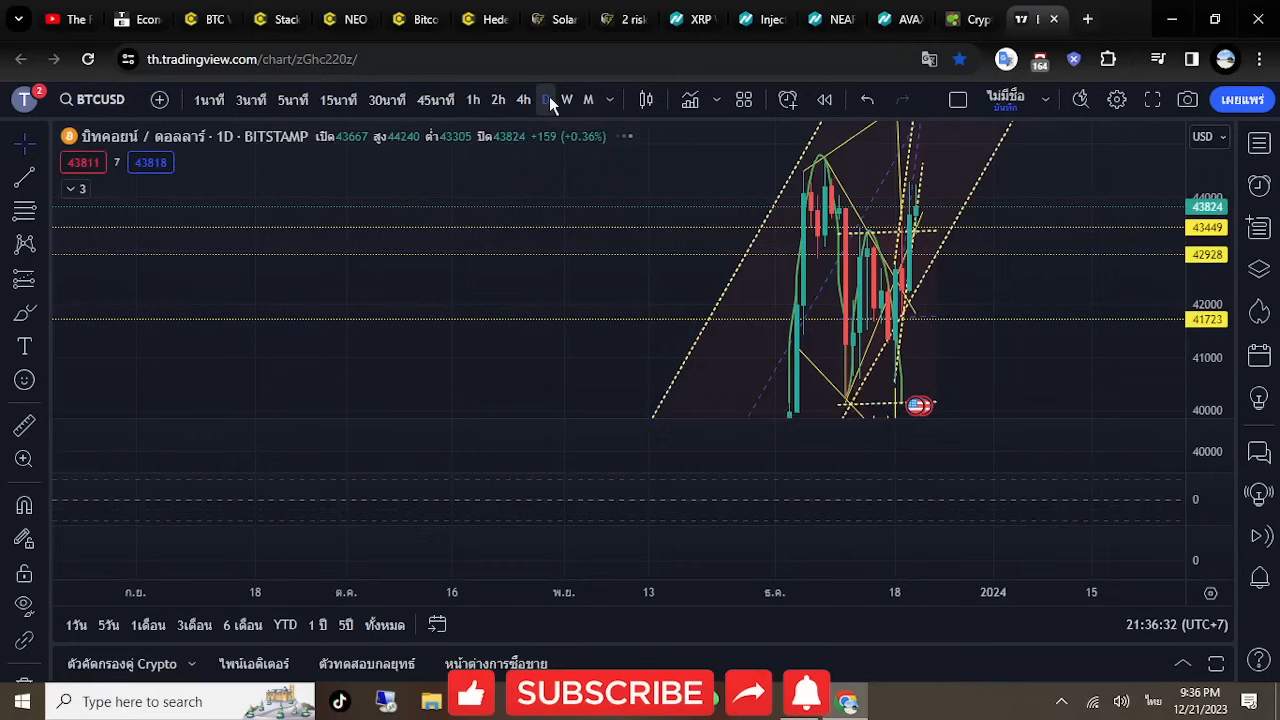 The F
Econ
BTC
Stack
NEO
Bitco
Hede
Solar
2 risk
XRP
Inject
NEAR
AVAX
Cryp
th.tradingview.com/chart/zGhc220z/
164
T
2
BTCUSD
1นาที
3นาที
5นาที
15นาที
30นาที
45นาที
1h
2h
4h
D
W
M
ไม่มีชื่อ
บันทึก
เผยแพร่
บิทคอยน์ / ดอลลาร์ · 1D · BITSTAMP เปิด43667 สูง44240 ต่ำ43305 ปิด43824 +159 (+0.36%)
USD
43811
7
43818
3
44000
43824
43449
42928
42000
41723
41000
40000
40000
0
0
ก.ย.
18
ต.ค.
16
พ.ย.
13
ธ.ค.
18
2024
15
1วัน
5วัน
1เดือน
3เดือน
6 เดือน
YTD
1 ปี
5ปี
ทั้งหมด
21:36:32 (UTC+7)
ตัวคัดกรองคู่ Crypto
ไพน์เอดิเตอร์
ตัวทดสอบกลยุทธ์
หน้าต่างการซื้อขาย
Type here to search
SUBSCRIBE
ไทย
9:36 PM
12/21/2023